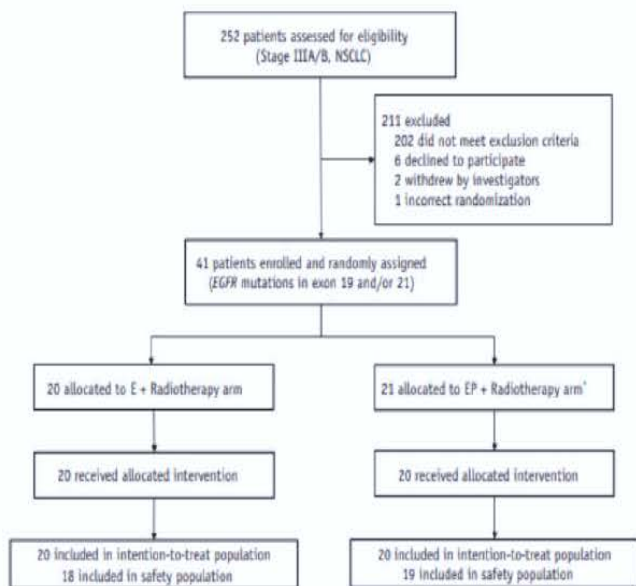 252 patients assessed for eligibility
(Stage IIIA/B, NSCLC)
211 excluded
202 did not meet exclusion criteria
6 declined to participate
2 withdrew by investigators
1 incorrect randomization
41 patients enrolled and randomly assigned
(EGFR mutations in exon 19 and/or 21)
20 allocated to E + Radiotherapy arm
21 allocated to EP + Radiotherapy arm*
20 received allocated intervention
20 received allocated intervention
20 included in intention-to-treat population
18 included in safety population
20 included in intention-to-treat population
19 included in safety population